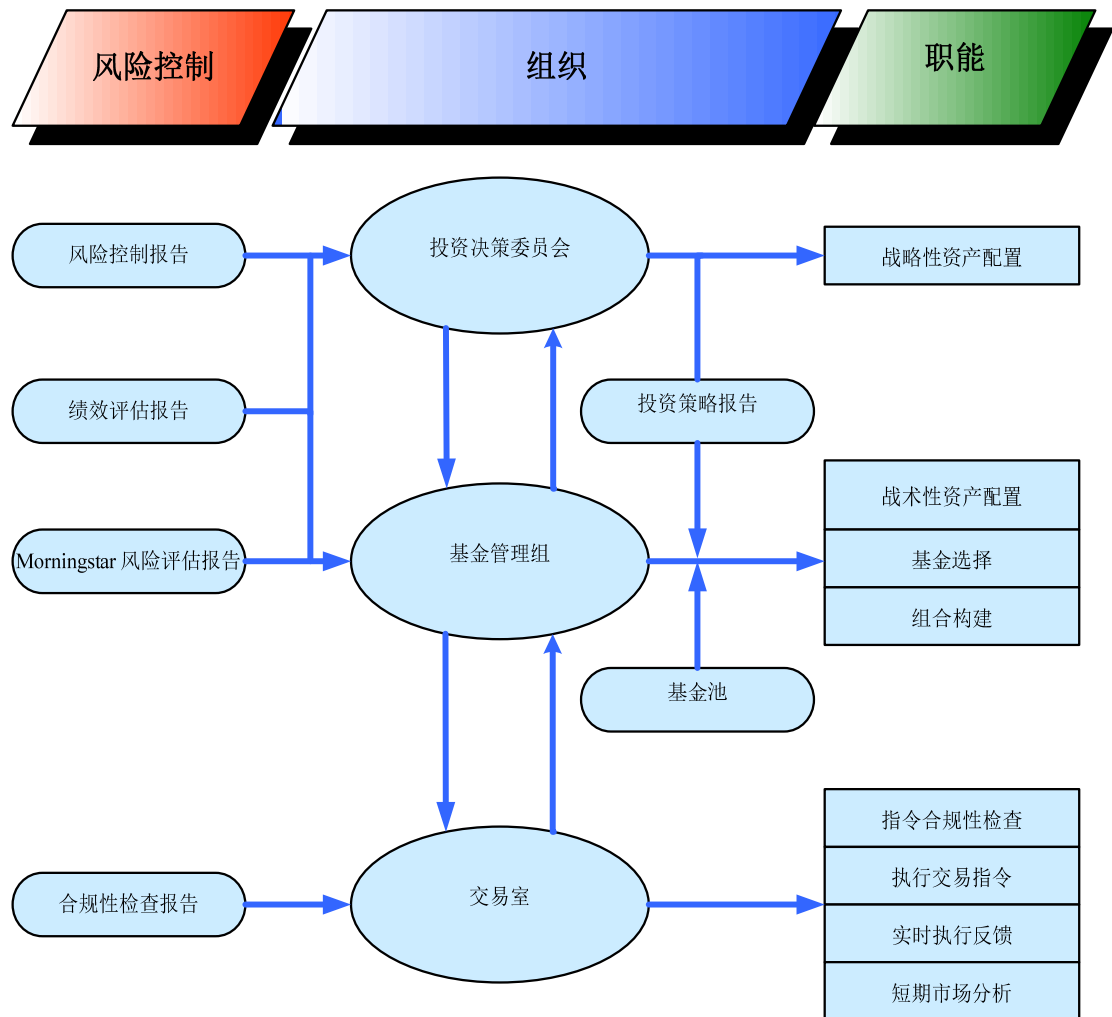 风险控制
组织
职能
风险控制报告
投资决策委员会
战略性资产配置
绩效评估报告
投资策略报告
战术性资产配置
Morningstar 风险评估报告
基金管理组
基金选择
组合构建
基金池
指令合规性检查
合规性检查报告
交易室
执行交易指令
实时执行反馈
短期市场分析